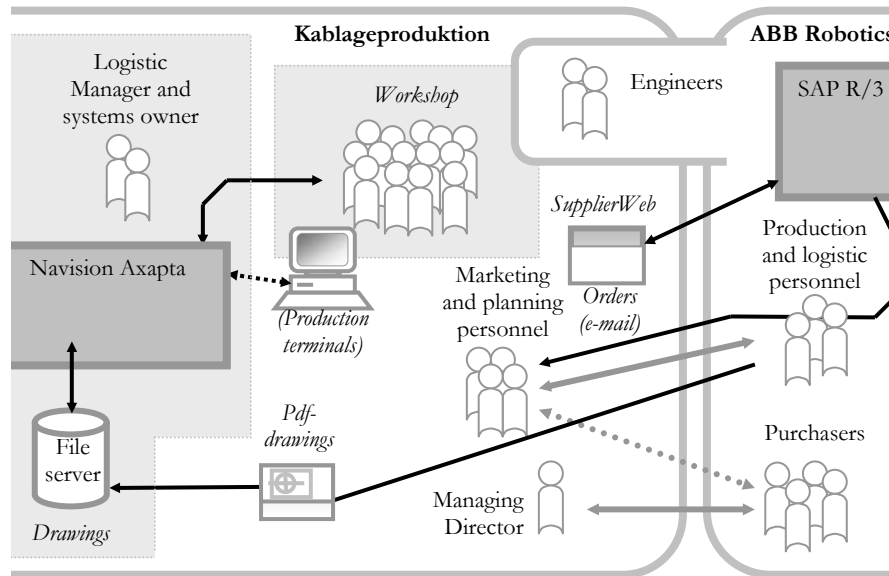 Kablageproduktion
ABB Robotics
Logistic
Manager and
systems owner
Workshop
Engineers
SAP R/3
SupplierWeb
Navision Axapta
(Production
terminals)
Marketing
and planning
personnel
Orders
(e-mail)
Production
and logistic
personnel
Pdf-
drawings
File
server
Drawings
Managing
Director
Purchasers